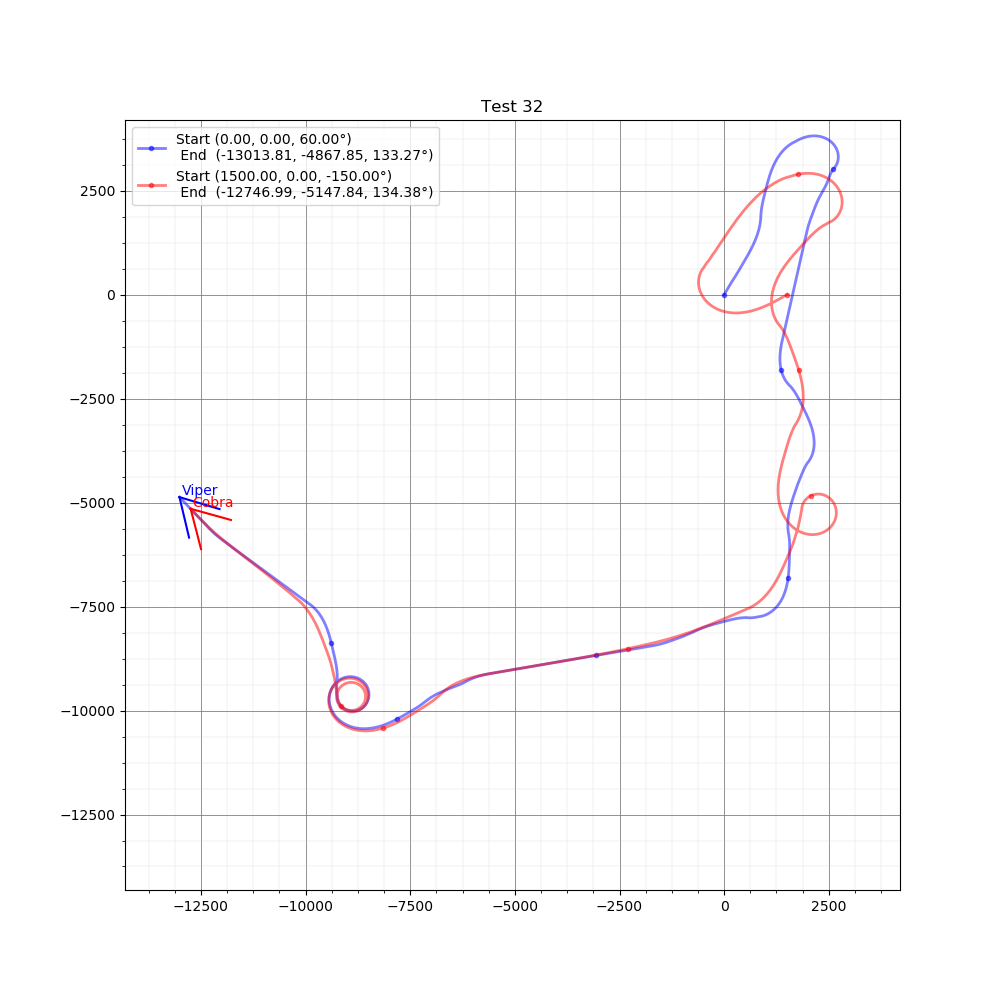 Test 32
Start (0.00, 0.00, 60.00°)
End (-13013.81, -4867.85, 133.27°)
Start (1500.00, 0.00, -150.00°)
End (-12746.99, -5147.84, 134.38°)
2500
0
−2500
−5000
−7500
−10000
−12500
Viper
Cobra
−12500 −10000 −7500 −5000 −2500 0 2500